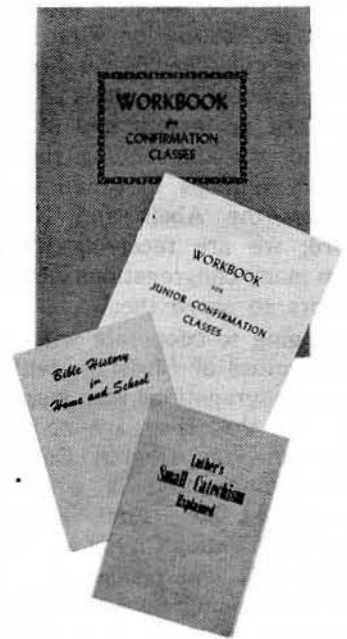 WORKBOOK
for
CONFIRMATION
CLASSES
WORKBOOK
FOR
JUNIOR CONFIRMATION
CLASSES
Bible History
for
Home and School
Luther's
Small Catechism
Explained